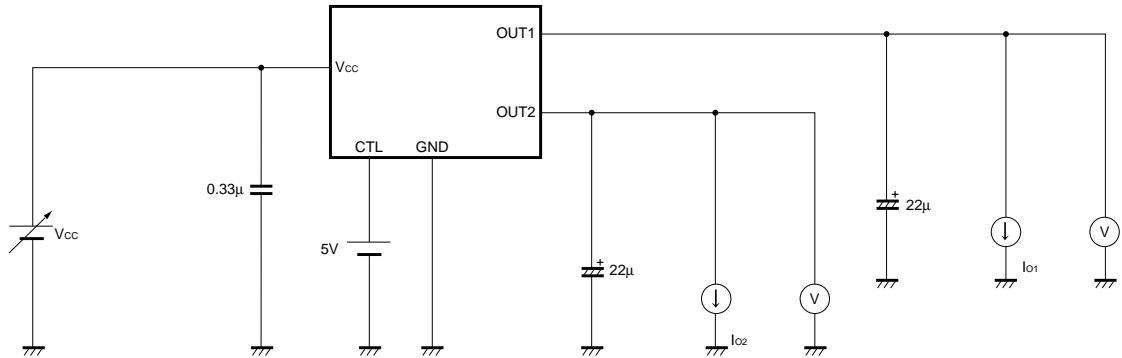 OUT1
VCC
OUT2
CTL GND
0.33µ
+
22µ
VCC
5V
+
22µ
V
IO1
V
IO2